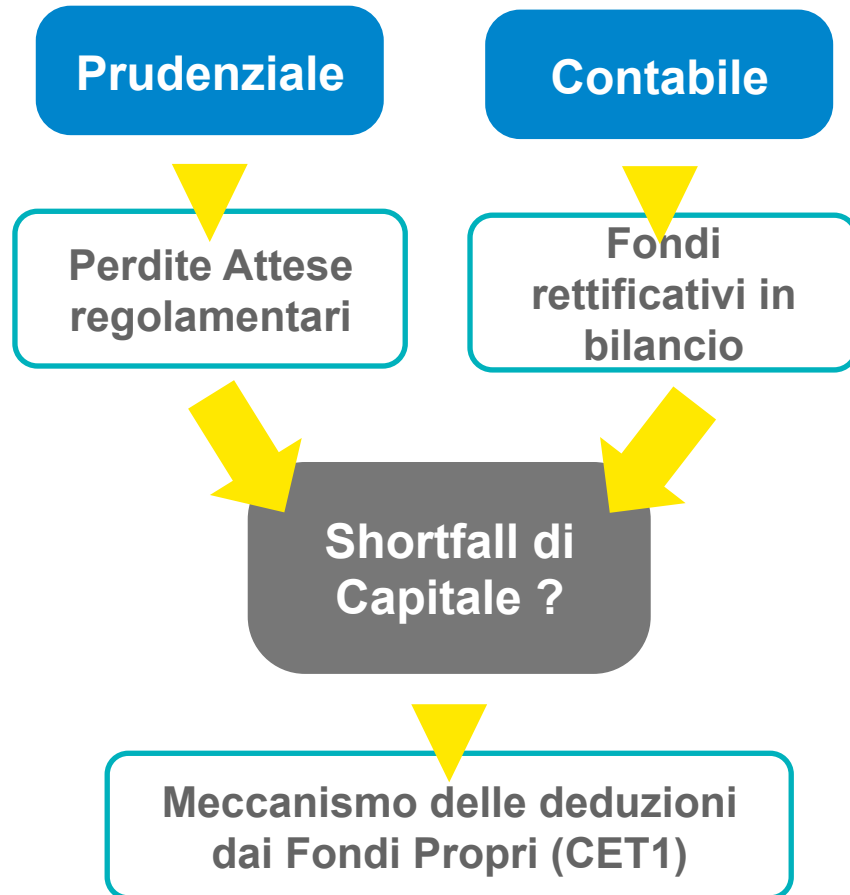 Prudenziale
Contabile
Perdite Attese
regolamentari
Fondi
rettificativi in
bilancio
Shortfall di
Capitale ?
Meccanismo delle deduzioni
dai Fondi Propri (CET1)